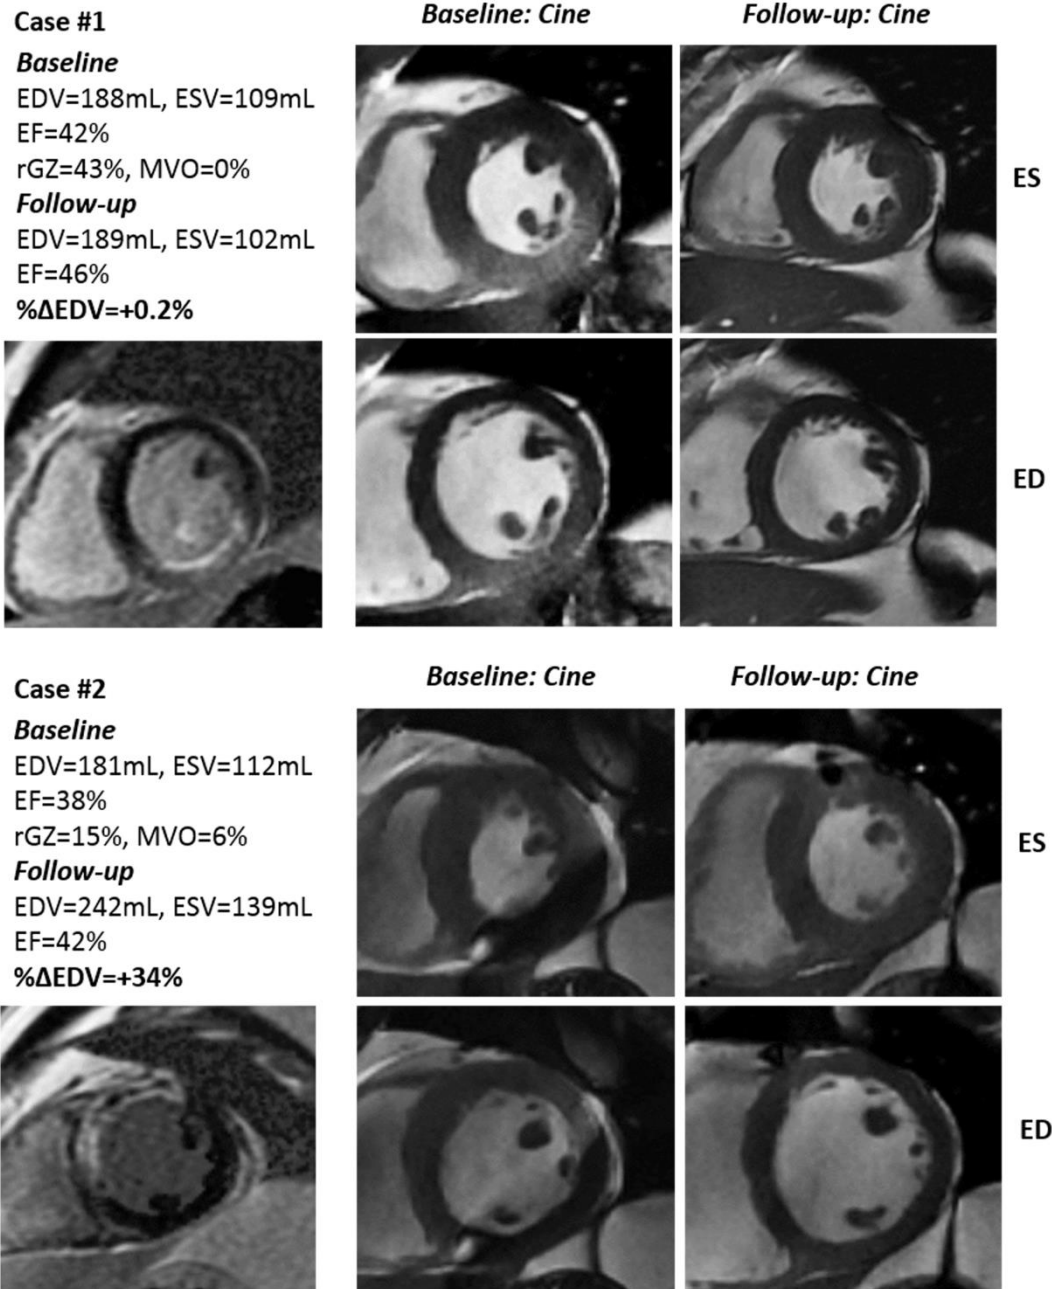 Case #1
Baseline
EDV=188mL, ESV=109mL
EF=42%
rGZ=43%, MVO=0%
Follow-up
EDV=189mL, ESV=102mL
EF=46%
%ΔEDV=+0.2%
Baseline: Cine
Follow-up: Cine
ES
ED
Case #2
Baseline
EDV=181mL, ESV=112mL
EF=38%
rGZ=15%, MVO=6%
Follow-up
EDV=242mL, ESV=139mL
EF=42%
%ΔEDV=+34%
Baseline: Cine
Follow-up: Cine
ES
ED